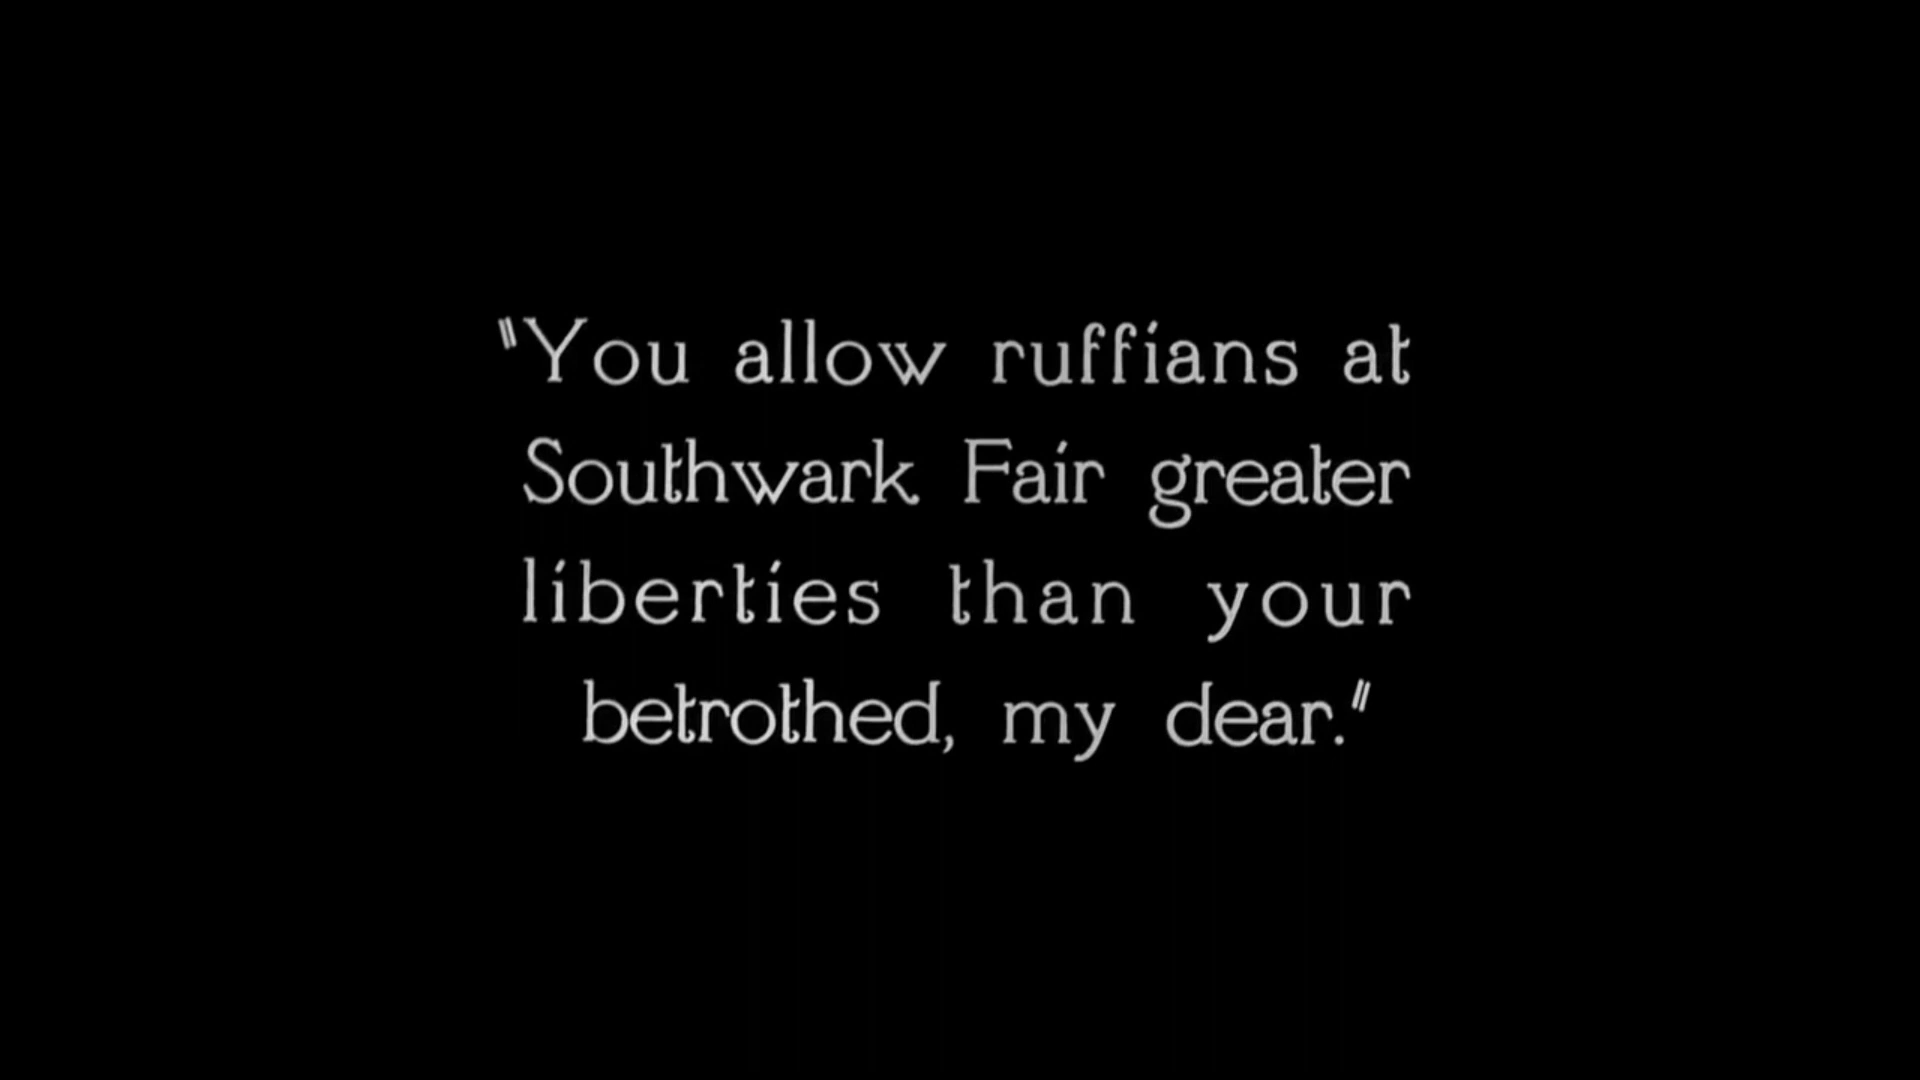 "You allow ruffians at
Southwark Fair greater
liberties than your
betrothed, my dear."